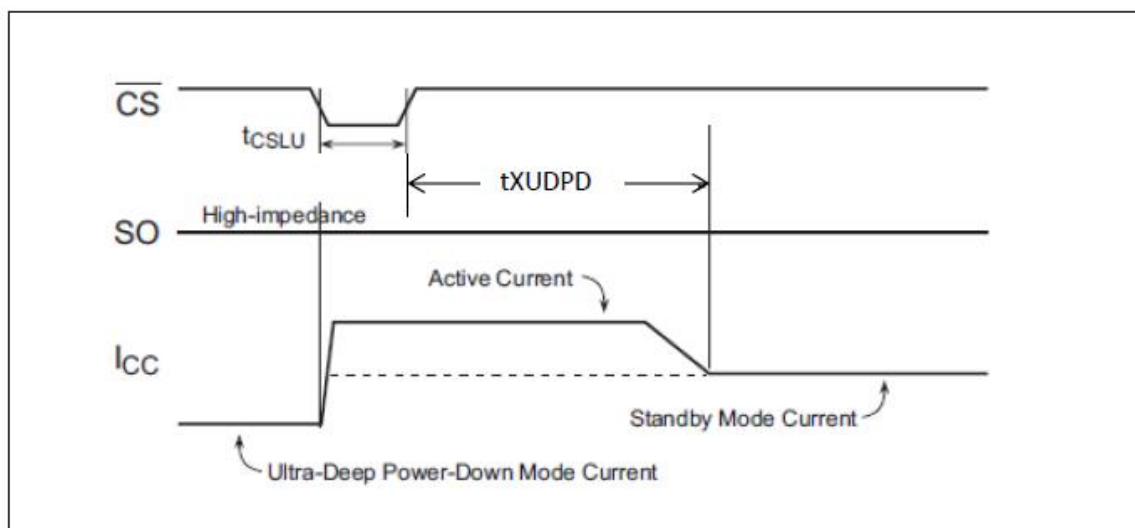 CS
tCSLU
tXUDPD
High-impedance
SO
Active Current
ICC
Standby Mode Current
Ultra-Deep Power-Down Mode Current